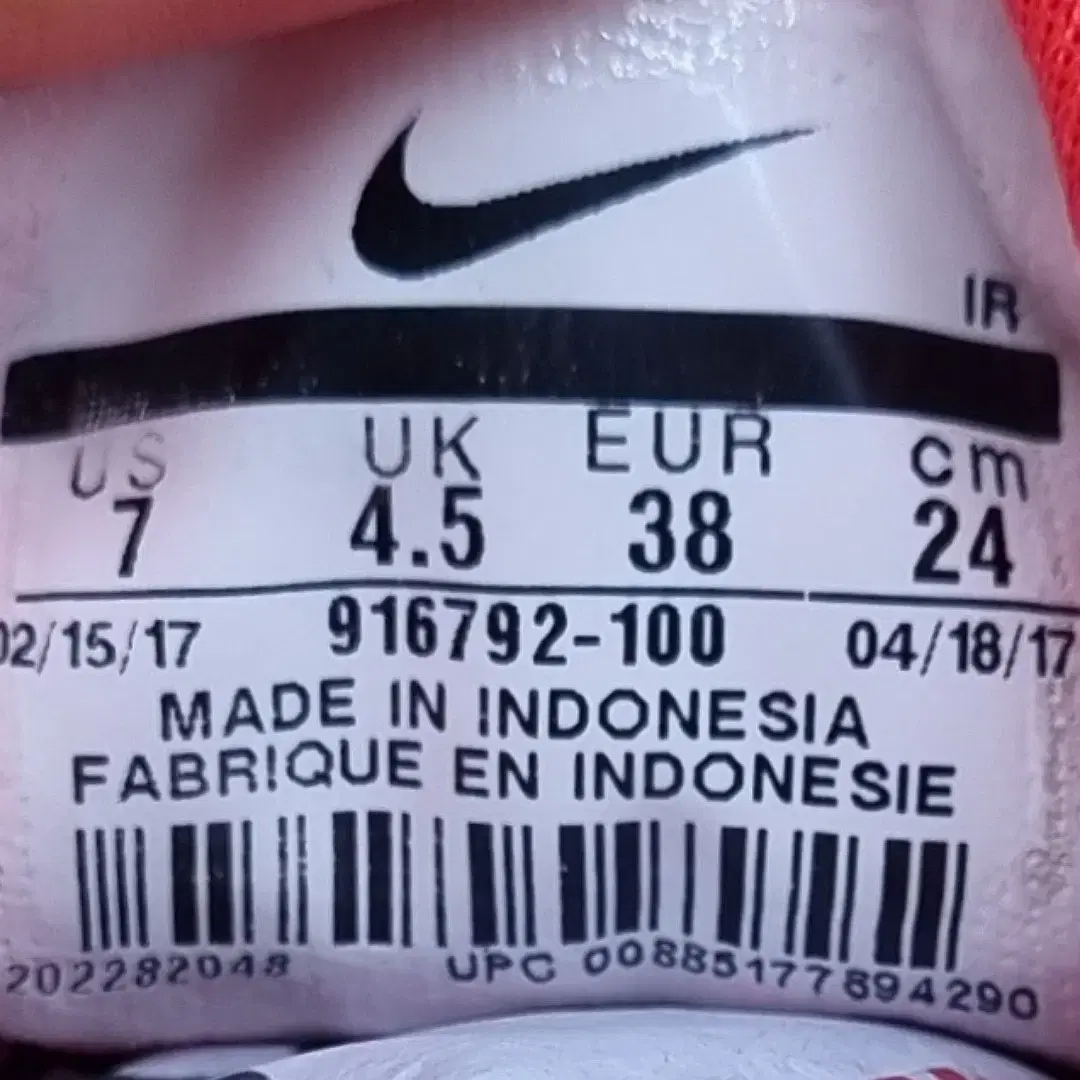 IR
US UK EUR cm
7 4.5 38 24
02/15/17 916792-100 04/18/17
MADE IN INDONESIA
FABRIQUE EN INDONESIE
202282048 UPC 00885177894290